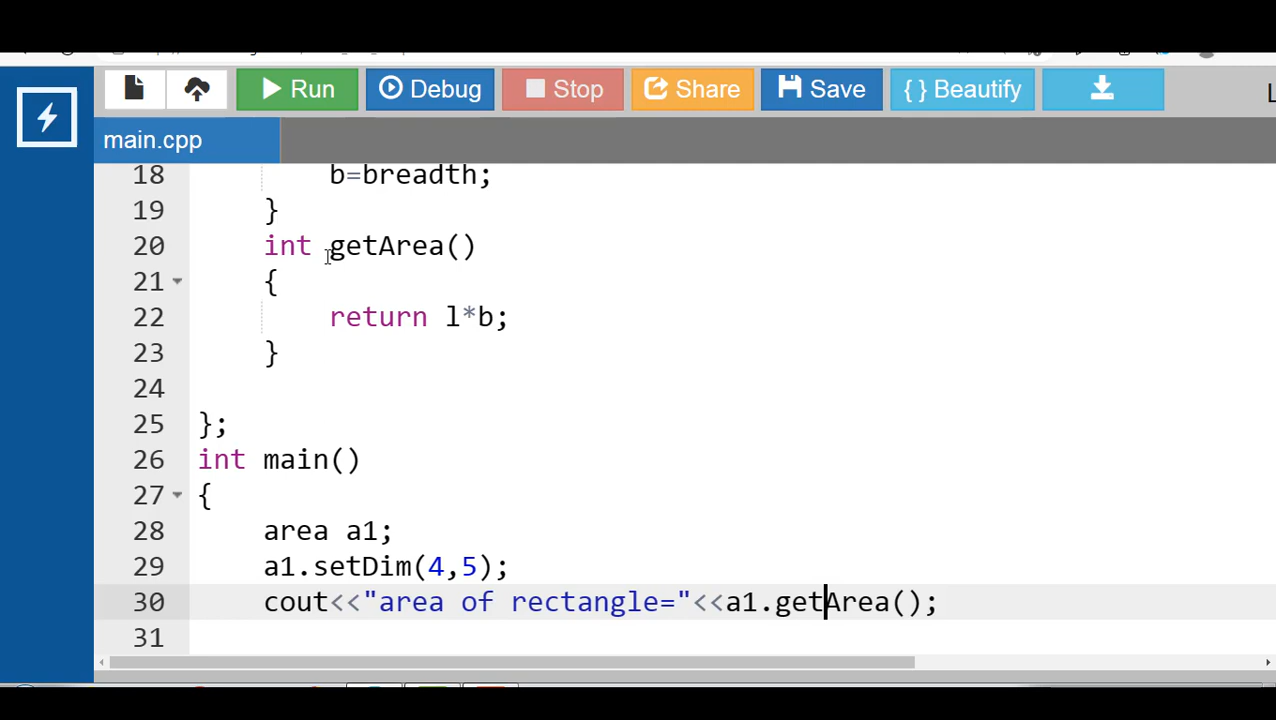 Run Debug Stop Share Save { } Beautify L
main.cpp
18 b=breadth;
19 }
20 int getArea()
21 {
22 return l*b;
23 }
24
25 };
26 int main()
27 {
28 area a1;
29 a1.setDim(4,5);
30 cout<<"area of rectangle="<<a1.getArea();
31